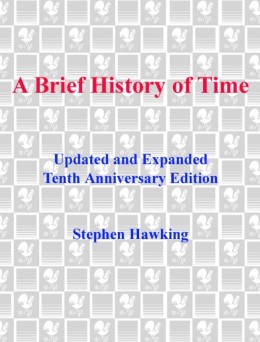 A Brief History of Time
Updated and Expanded
Tenth Anniversary Edition
Stephen Hawking